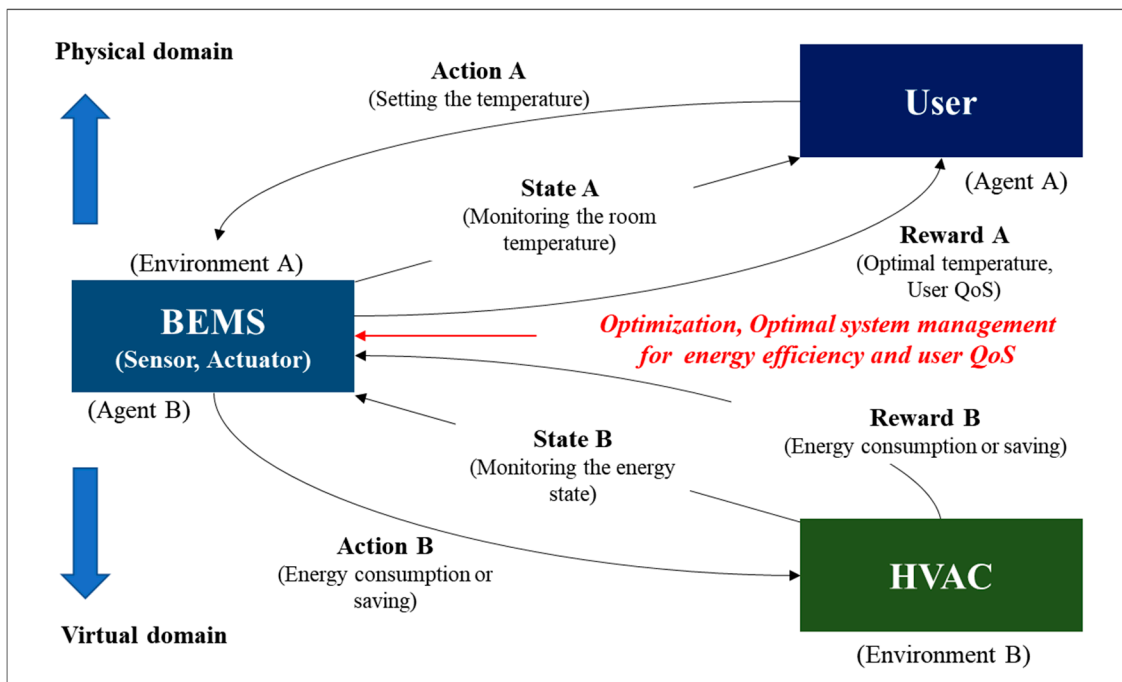 Physical domain
Action A
(Setting the temperature)
User
(Agent A)
State A
(Monitoring the room
temperature)
Reward A
(Optimal temperature,
User QoS)
(Environment A)
BEMS
(Sensor, Actuator)
(Agent B)
Optimization, Optimal system management
for energy efficiency and user QoS
Reward B
(Energy consumption or saving)
State B
(Monitoring the energy
state)
Action B
(Energy consumption or
saving)
HVAC
(Environment B)
Virtual domain